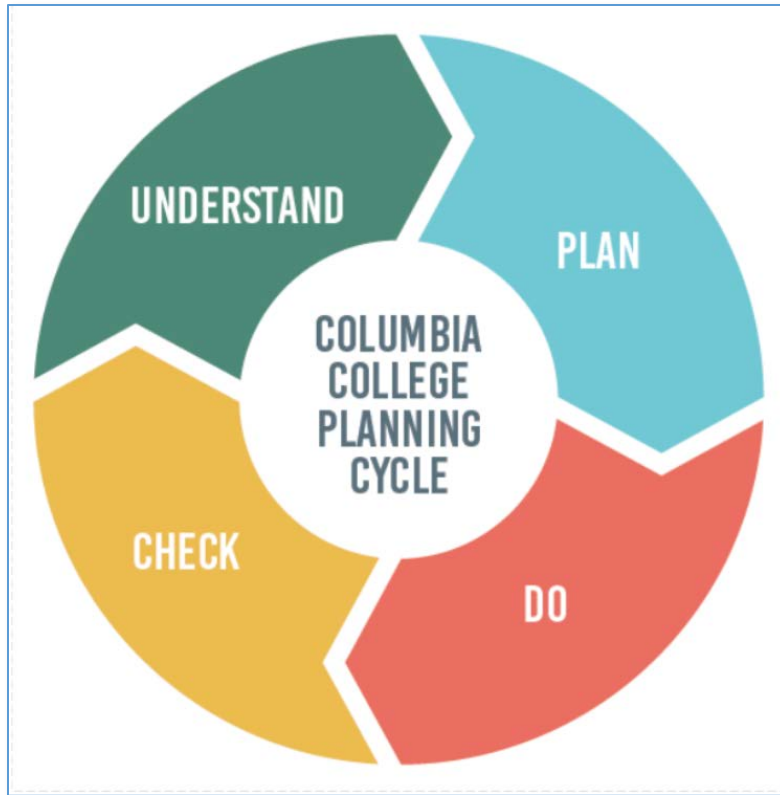 UNDERSTAND
PLAN
COLUMBIA
COLLEGE
PLANNING
CYCLE
CHECK
DO